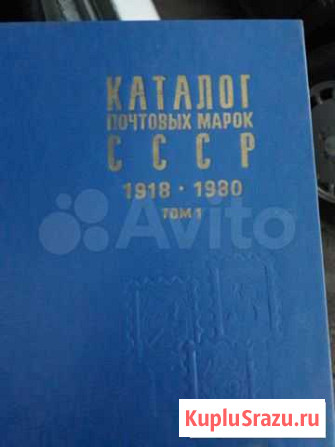 КАТАЛОГ
ПОЧТОВЫХ МАРОК
СССР
1918 · 1980
ТОМ 1
Avito
KupluSrazu.ru